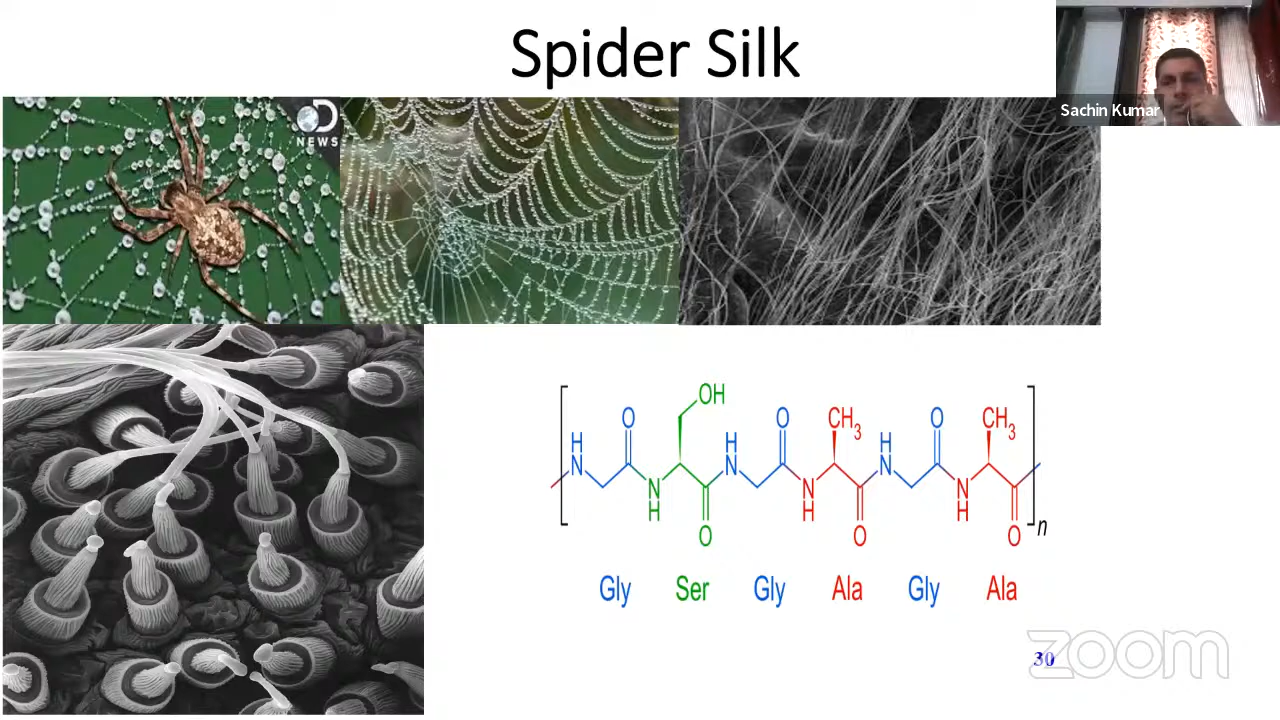 Spider Silk
Sachin Kumar
D
NEWS
OH
O
O
CH3
O
CH3
H
N
H
N
H
N
N
H
N
H
N
H
O
O
O
n
Gly Ser Gly Ala Gly Ala
30
zoom